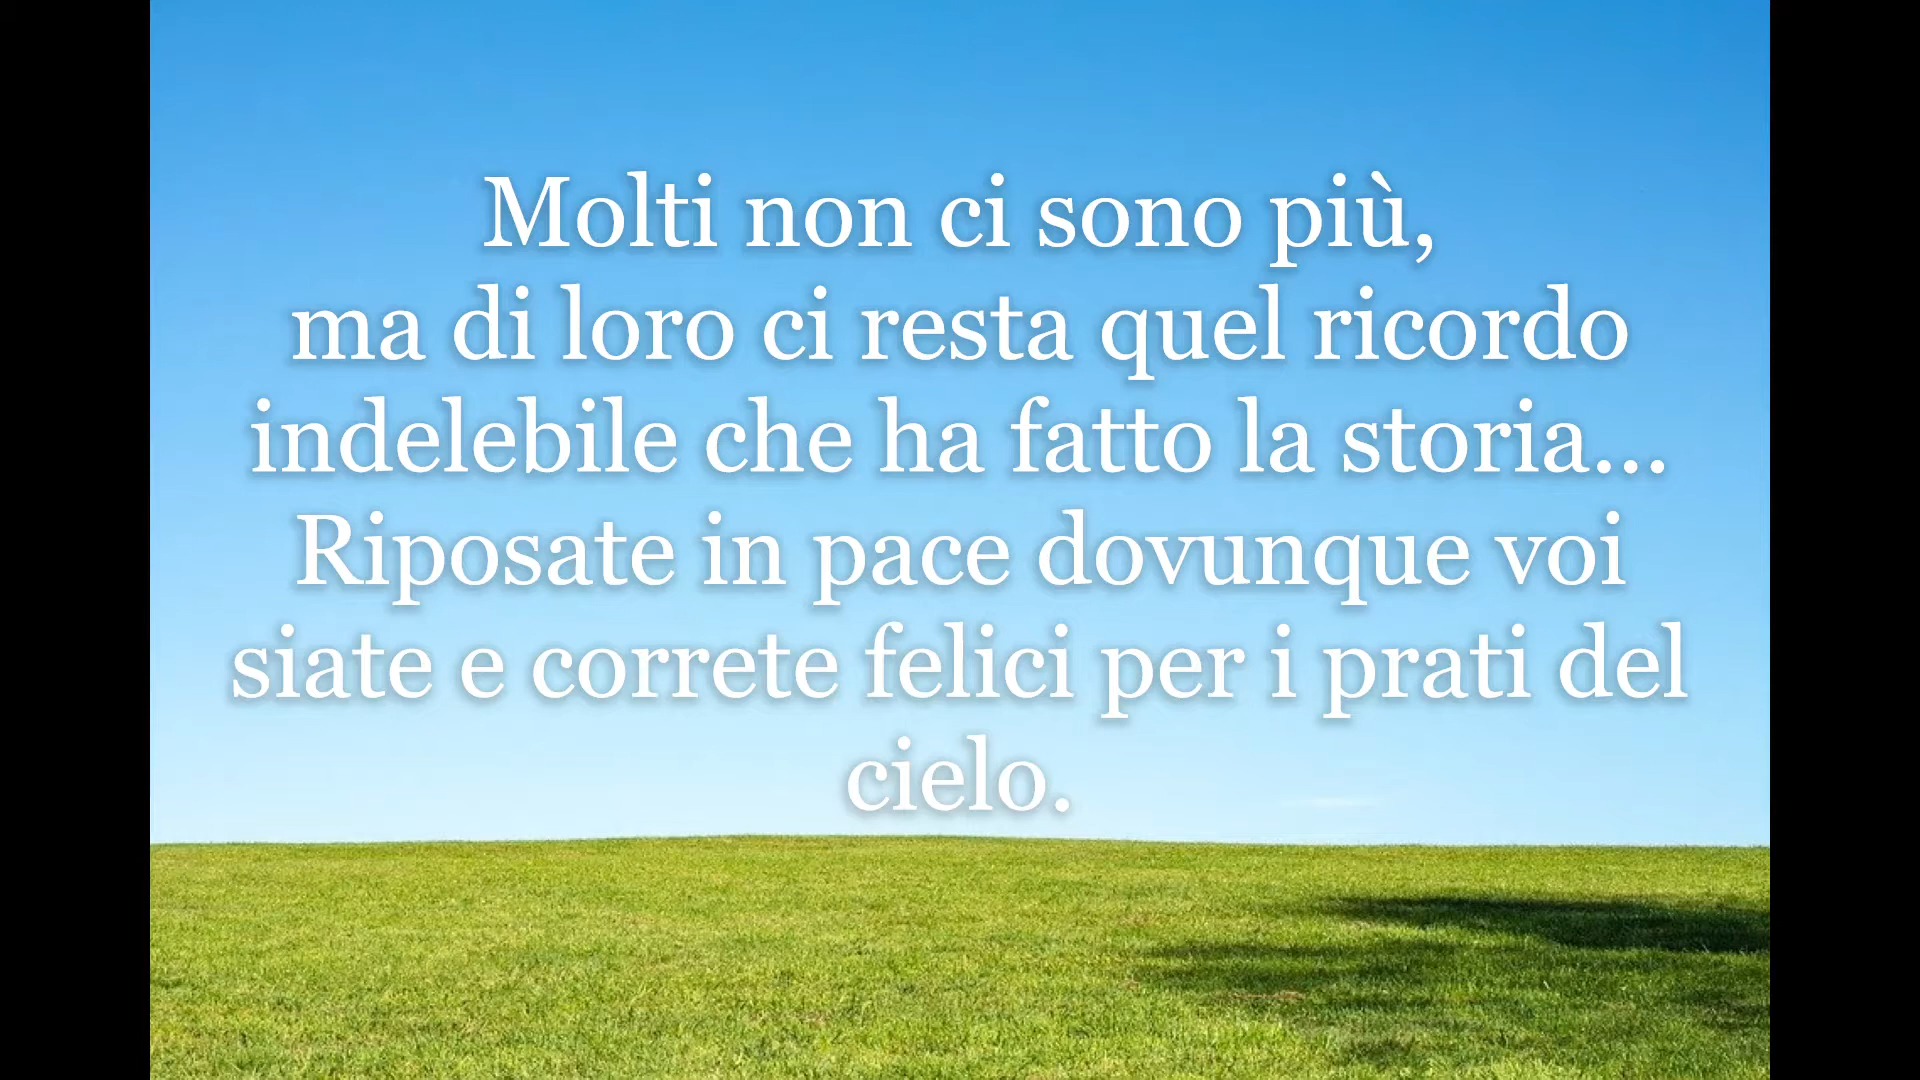 Molti non ci sono più,
ma di loro ci resta quel ricordo
indelebile che ha fatto la storia...
Riposate in pace dovunque voi
siate e correte felici per i prati del
cielo.